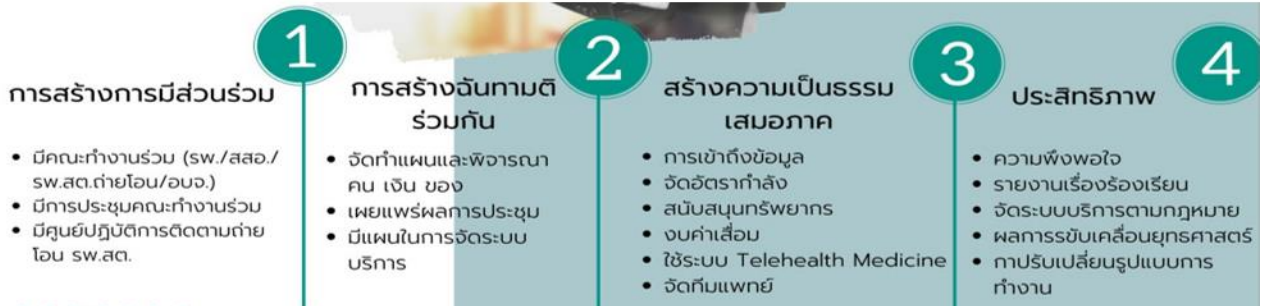 1
การสร้างการมีส่วนร่วม
• มีคณะทำงานร่วม (รพ./สสอ./
รพ.สต.ถ่ายโอน/อบจ.)
• มีการประชุมคณะทำงานร่วม
• มีศูนย์ปฏิบัติการติดตามถ่าย
โอน รพ.สต.
2
การสร้างฉันทามติ
ร่วมกัน
• จัดทำแผนและพิจารณา
คน เงิน ของ
• เผยแพร่ผลการประชุม
• มีแผนในการจัดระบบ
บริการ
3
สร้างความเป็นธรรม
เสมอภาค
• การเข้าถึงข้อมูล
• จัดอัตรากำลัง
• สนับสนุนทรัพยากร
• งบค่าเสื่อม
• ใช้ระบบ Telehealth Medicine
• จัดทีมแพทย์
4
ประสิทธิภาพ
• ความพึงพอใจ
• รายงานเรื่องร้องเรียน
• จัดระบบบริการตามกฎหมาย
• ผลการรขับเคลื่อนยุทธศาสตร์
• กาปรับเปลี่ยนรูปแบบการ
ทำงาน